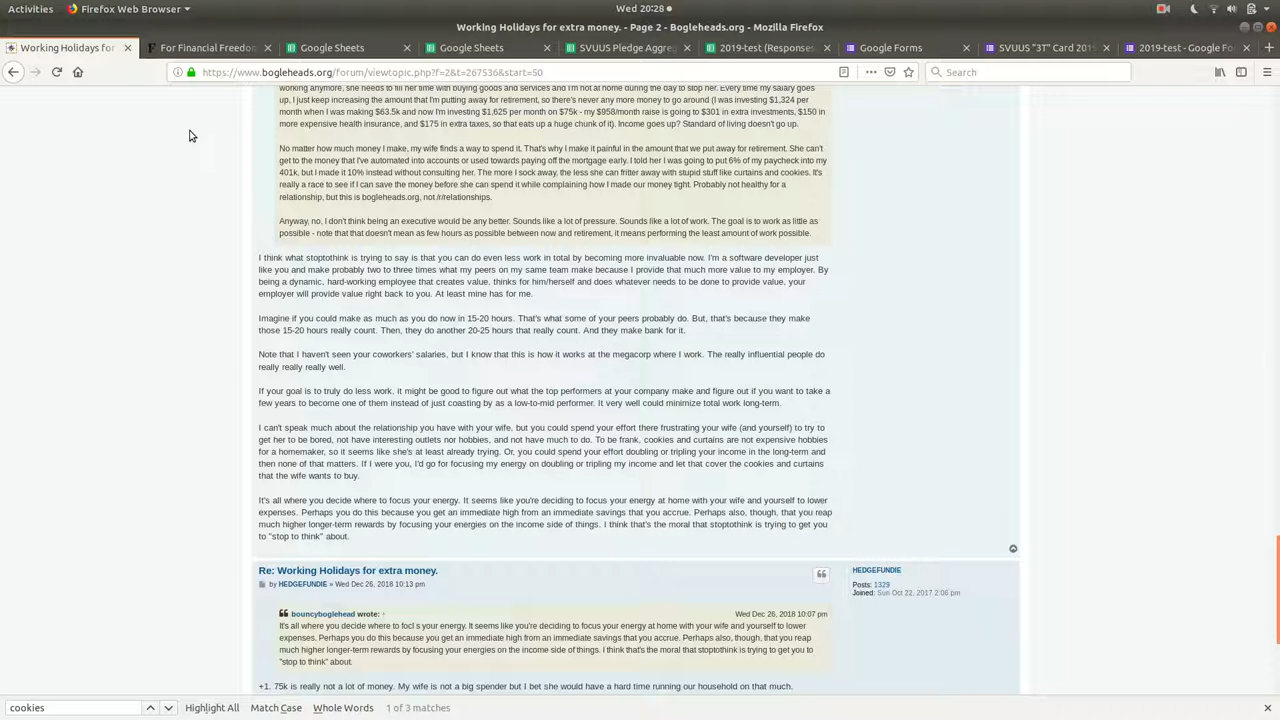 Activities
Firefox Web Browser
Wed 20:28
Working Holidays for extra money. - Page 2 - Bogleheads.org - Mozilla Firefox
Working Holidays for
For Financial Freedom
Google Sheets
Google Sheets
SVUUS Pledge Aggreg
2019-test (Responses
Google Forms
SVUUS "3T" Card 2019
2019-test - Google Fo
https://www.bogleheads.org/forum/viewtopic.php?f=2&t=267536&start=50
Search
working anymore, she needs to fill her time with buying goods and services and I'm not at home during the day to stop her. Every time my salary goes
up, I just keep increasing the amount that I'm putting away for retirement, so there's never any more money to go around (I was investing $1,324 per
month when I was making $63.5k and now I'm investing $1,625 per month on $75k - my $958/month raise is going to $301 in extra investments, $150 in
more expensive health insurance, and $175 in extra taxes, so that eats up a huge chunk of it). Income goes up? Standard of living doesn't go up.
No matter how much money I make, my wife finds a way to spend it. That's why I make it painful in the amount that we put away for retirement. She can't
get to the money that I've automated into accounts or used towards paying off the mortgage early. I told her I was going to put 6% of my paycheck into my
401k, but I made it 10% instead without consulting her. The more I sock away, the less she can fritter away with stupid stuff like curtains and cookies. It's
really a race to see if I can save the money before she can spend it while complaining how I made our money tight. Probably not healthy for a
relationship, but this is bogleheads.org, not /r/relationships.
Anyway, no, I don't think being an executive would be any better. Sounds like a lot of pressure. Sounds like a lot of work. The goal is to work as little as
possible - note that that doesn't mean as few hours as possible between now and retirement, it means performing the least amount of work possible.
I think what stoptothink is trying to say is that you can do even less work in total by becoming more invaluable now. I'm a software developer just
like you and make probably two to three times what my peers on my same team make because I provide that much more value to my employer. By
being a dynamic, hard-working employee that creates value, thinks for him/herself and does whatever needs to be done to provide value, your
employer will provide value right back to you. At least mine has for me.
Imagine if you could make as much as you do now in 15-20 hours. That's what some of your peers probably do. But, that's because they make
those 15-20 hours really count. Then, they do another 20-25 hours that really count. And they make bank for it.
Note that I haven't seen your coworkers' salaries, but I know that this is how it works at the megacorp where I work. The really influential people do
really really really well.
If your goal is to truly do less work, it might be good to figure out what the top performers at your company make and figure out if you want to take a
few years to become one of them instead of just coasting by as a low-to-mid performer. It very well could minimize total work long-term.
I can't speak much about the relationship you have with your wife, but you could spend your effort there frustrating your wife (and yourself) to try to
get her to be bored, not have interesting outlets nor hobbies, and not have much to do. To be frank, cookies and curtains are not expensive hobbies
for a homemaker, so it seems like she's at least already trying. Or, you could spend your effort doubling or tripling your income in the long-term and
then none of that matters. If I were you, I'd go for focusing my energy on doubling or tripling my income and let that cover the cookies and curtains
that the wife wants to buy.
It's all where you decide where to focus your energy. It seems like you're deciding to focus your energy at home with your wife and yourself to lower
expenses. Perhaps you do this because you get an immediate high from an immediate savings that you accrue. Perhaps also, though, that you reap
much higher longer-term rewards by focusing your energies on the income side of things. I think that's the moral that stoptothink is trying to get you
to "stop to think" about.
Re: Working Holidays for extra money.
by HEDGEFUNDIE » Wed Dec 26, 2018 10:13 pm
HEDGEFUNDIE
Posts: 1329
Joined: Sun Oct 22, 2017 2:06 pm
bouncyboglehead wrote: ↑
Wed Dec 26, 2018 10:07 pm
It's all where you decide where to focl s your energy. It seems like you're deciding to focus your energy at home with your wife and yourself to lower
expenses. Perhaps you do this because you get an immediate high from an immediate savings that you accrue. Perhaps also, though, that you reap
much higher longer-term rewards by focusing your energies on the income side of things. I think that's the moral that stoptothink is trying to get you to
"stop to think" about.
+1. 75k is really not a lot of money. My wife is not a big spender but I bet she would have a hard time running our household on that much.
cookies
Highlight All
Match Case
Whole Words
1 of 3 matches